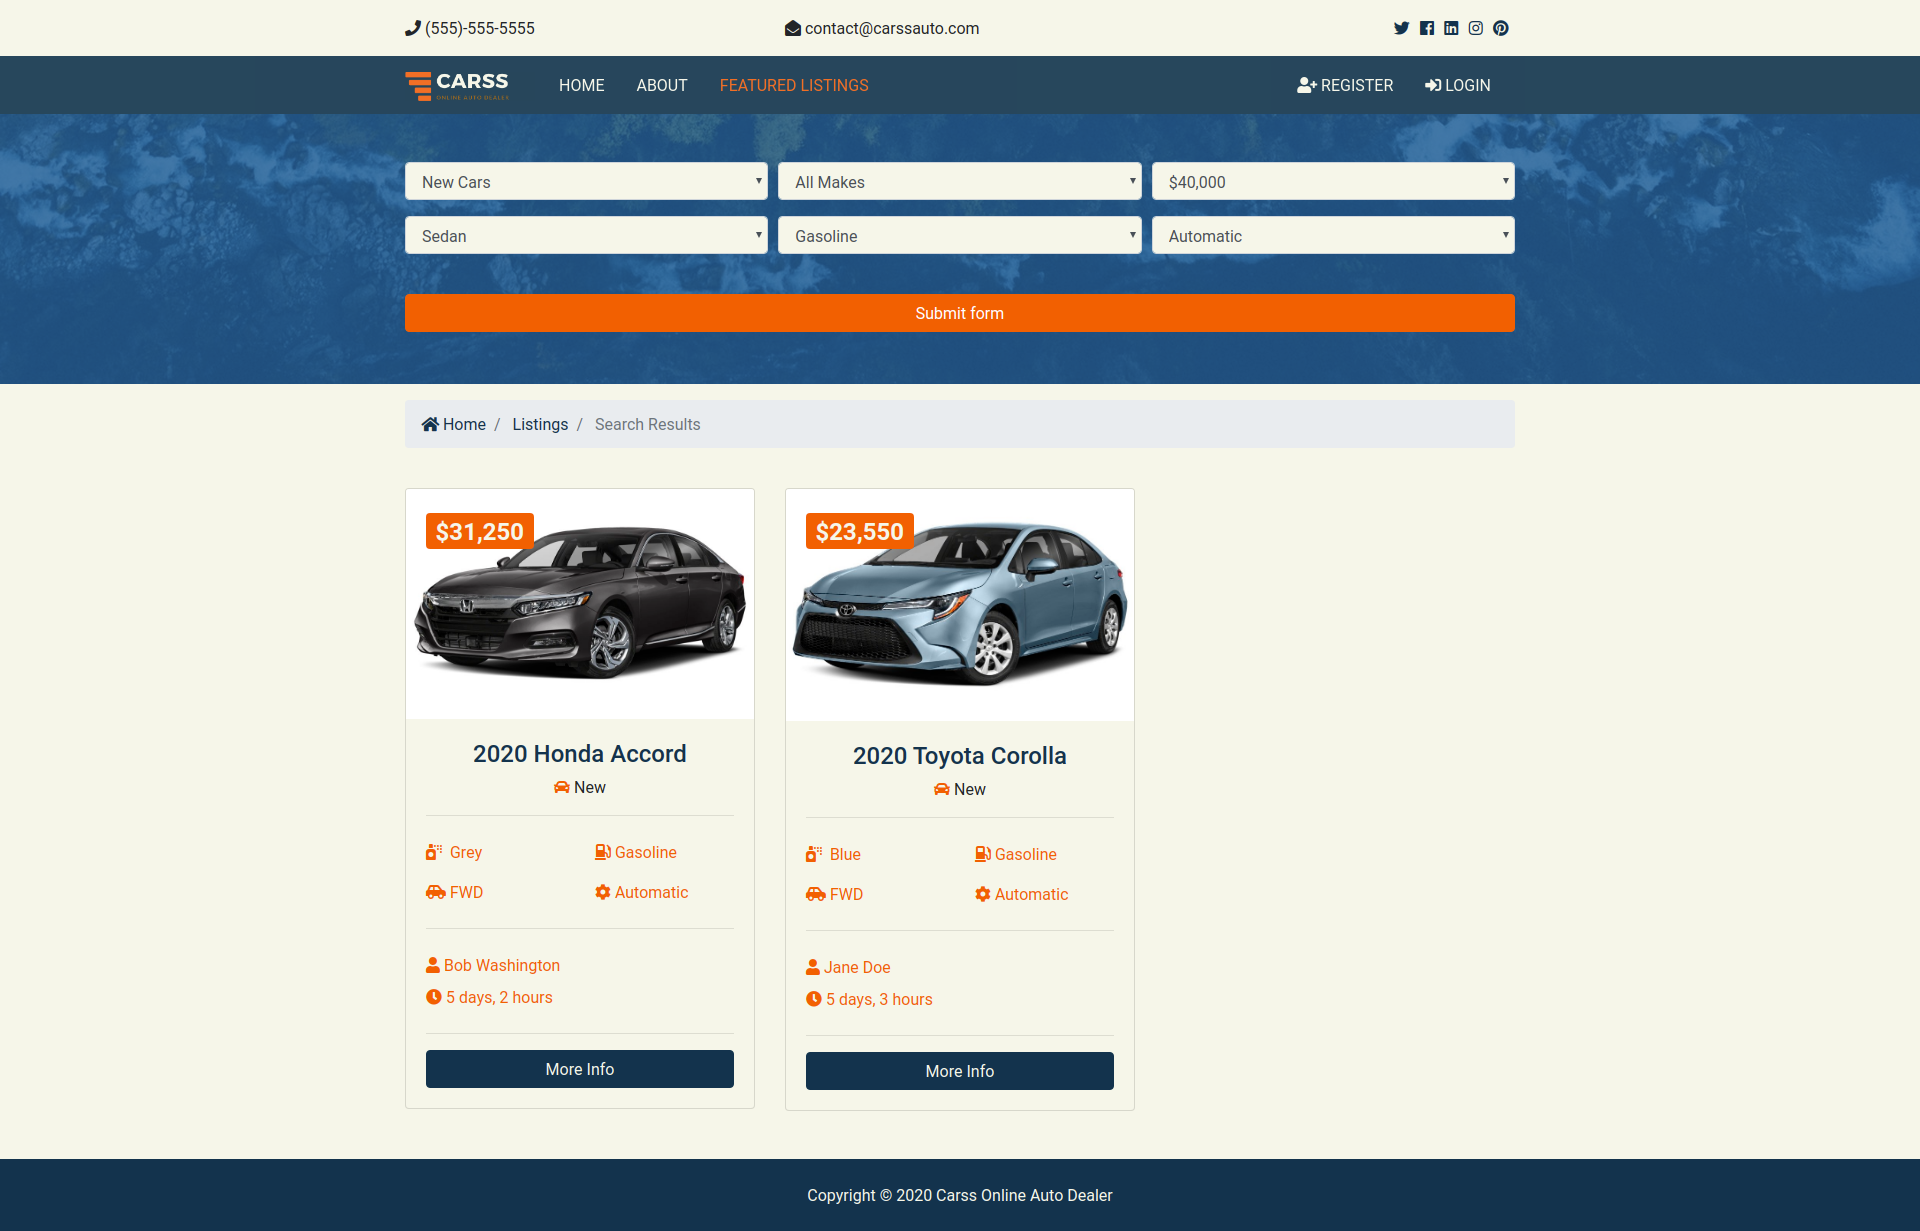 (555)-555-5555
contact@carssauto.com
CARSS
ONLINE AUTO DEALER
HOME
ABOUT
FEATURED LISTINGS
REGISTER
LOGIN
New Cars
All Makes
$40,000
Sedan
Gasoline
Automatic
Submit form
Home / Listings / Search Results
$31,250
2020 Honda Accord
New
Grey
Gasoline
FWD
Automatic
Bob Washington
5 days, 2 hours
More Info
$23,550
2020 Toyota Corolla
New
Blue
Gasoline
FWD
Automatic
Jane Doe
5 days, 3 hours
More Info
Copyright © 2020 Carss Online Auto Dealer